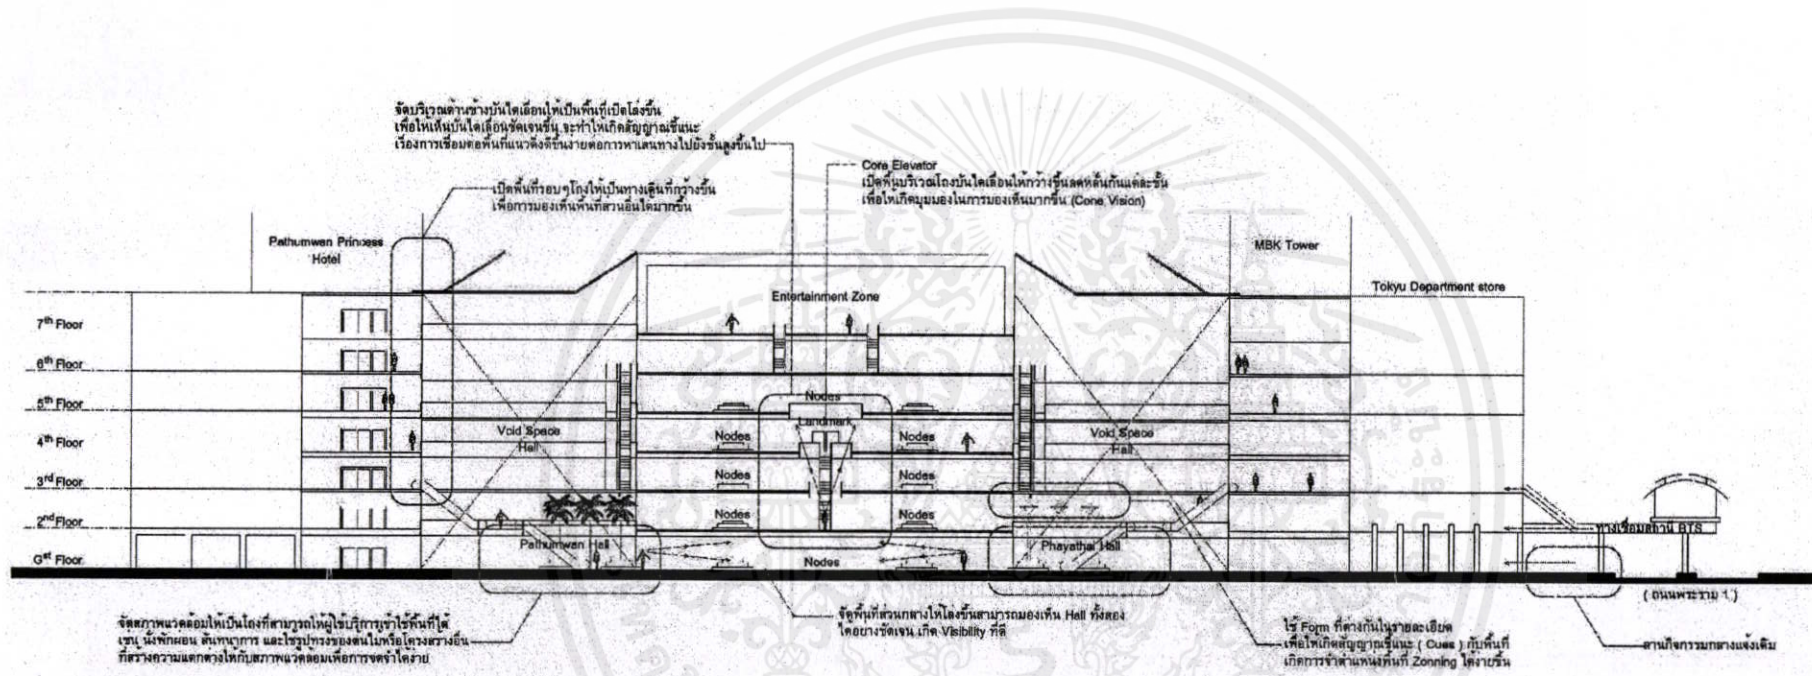 จัดบริเวณด้านข้างบันไดเลื่อนให้เป็นพื้นที่เปิดโล่งขึ้น
เพื่อให้เห็นบันไดเลื่อนชัดเจนขึ้น จะทำให้เกิดสัญญาณชี้แนะ
เรื่องการเชื่อมต่อพื้นที่แนวดิ่งดีขึ้นง่ายต่อการหาเส้นทางไปยังชั้นสูงขึ้นไป
Core Elevator
เปิดพื้นบริเวณโถงบันไดเลื่อนให้กว้างขึ้นลดหลั่นกันแต่ละชั้น
เพื่อให้เกิดมุมมองในการมองเห็นมากขึ้น (Cone Vision)
เปิดพื้นที่รอบๆโถงให้เป็นทางเดินที่กว้างขึ้น
เพื่อการมองเห็นพื้นที่ส่วนอื่นได้มากขึ้น
Pathumwan Princess
Hotel
MBK Tower
Tokyu Department store
Entertainment Zone
7th Floor
6th Floor
5th Floor
Nodes
4th Floor
Void Space
Hall
Nodes
Landmark
Nodes
Void Space
Hall
3rd Floor
Nodes
Nodes
2nd Floor
Nodes
Nodes
ทางเชื่อมสถานี BTS
Gst Floor
Pathumwan Hall
Nodes
Phayathai Hall
( ถนนพระราม 1 )
จัดสภาพแวดล้อมให้เป็นโถงที่สามารถให้ผู้ใช้บริการเข้าใช้พื้นที่ได้
เช่น นั่งพักผ่อน สันทนาการ และใช้รูปทรงของต้นไม้หรือโครงสร้างอื่น
ที่สร้างความแตกต่างให้กับสภาพแวดล้อมเพื่อการจดจำได้ง่าย
จัดพื้นที่ส่วนกลางให้โล่งขึ้นสามารถมองเห็น Hall ทั้งสอง
ได้อย่างชัดเจน เกิด Visibility ที่ดี
ใช้ Form ที่ต่างกันในรายละเอียด
เพื่อให้เกิดสัญญาณชี้แนะ ( Cues ) กับพื้นที่
เกิดการจำตำแหน่งพื้นที่ Zonning ได้ง่ายขึ้น
ลานกิจกรรมกลางแจ้งเดิม